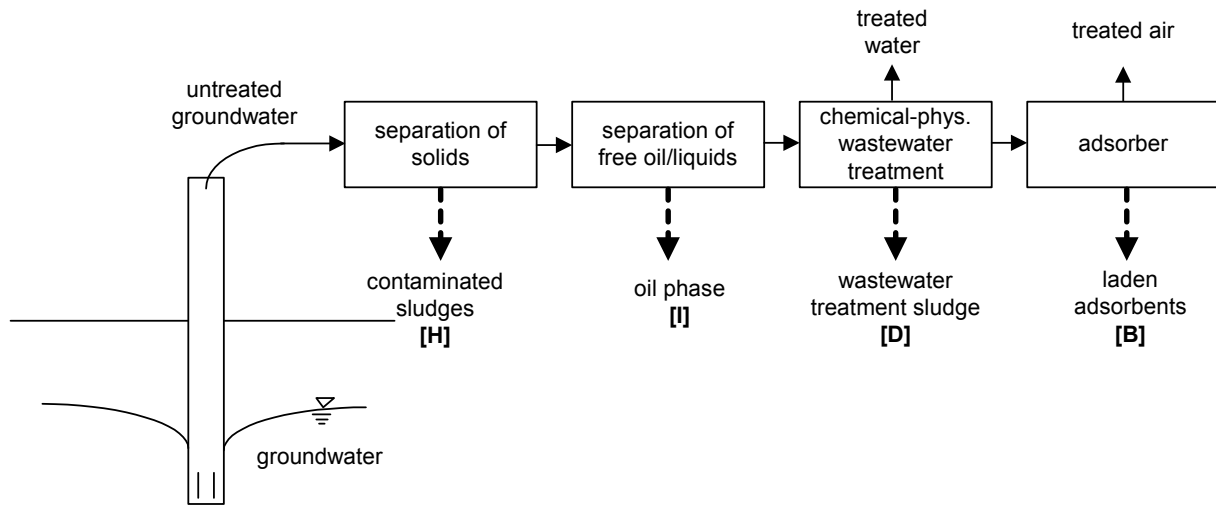 untreated
groundwater
separation of
solids
separation of
free oil/liquids
treated
water
chemical-phys.
wastewater
treatment
treated air
adsorber
contaminated
sludges
[H]
oil phase
[I]
wastewater
treatment sludge
[D]
laden
adsorbents
[B]
groundwater